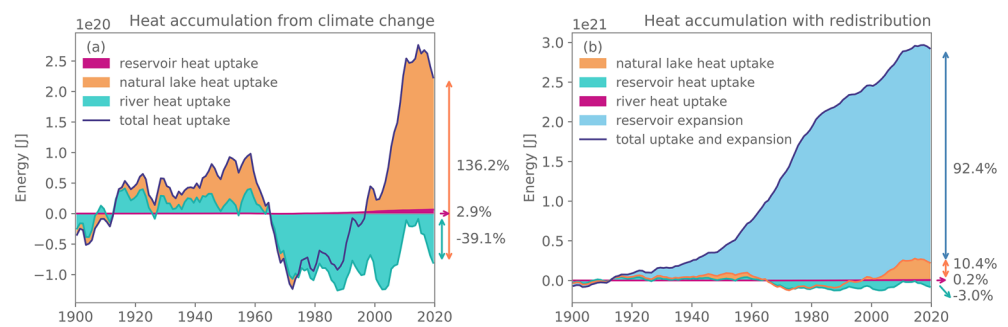 Heat accumulation from climate change
1e20
(a)
reservoir heat uptake
natural lake heat uptake
river heat uptake
total heat uptake
Energy [J]
2.5
2.0
1.5
1.0
0.5
0.0
−0.5
−1.0
136.2%
2.9%
-39.1%
1900 1920 1940 1960 1980 2000 2020
Heat accumulation with redistribution
1e21
(b)
natural lake heat uptake
reservoir heat uptake
river heat uptake
reservoir expansion
total uptake and expansion
Energy [J]
3.0
2.5
2.0
1.5
1.0
0.5
0.0
92.4%
10.4%
0.2%
-3.0%
1900 1920 1940 1960 1980 2000 2020